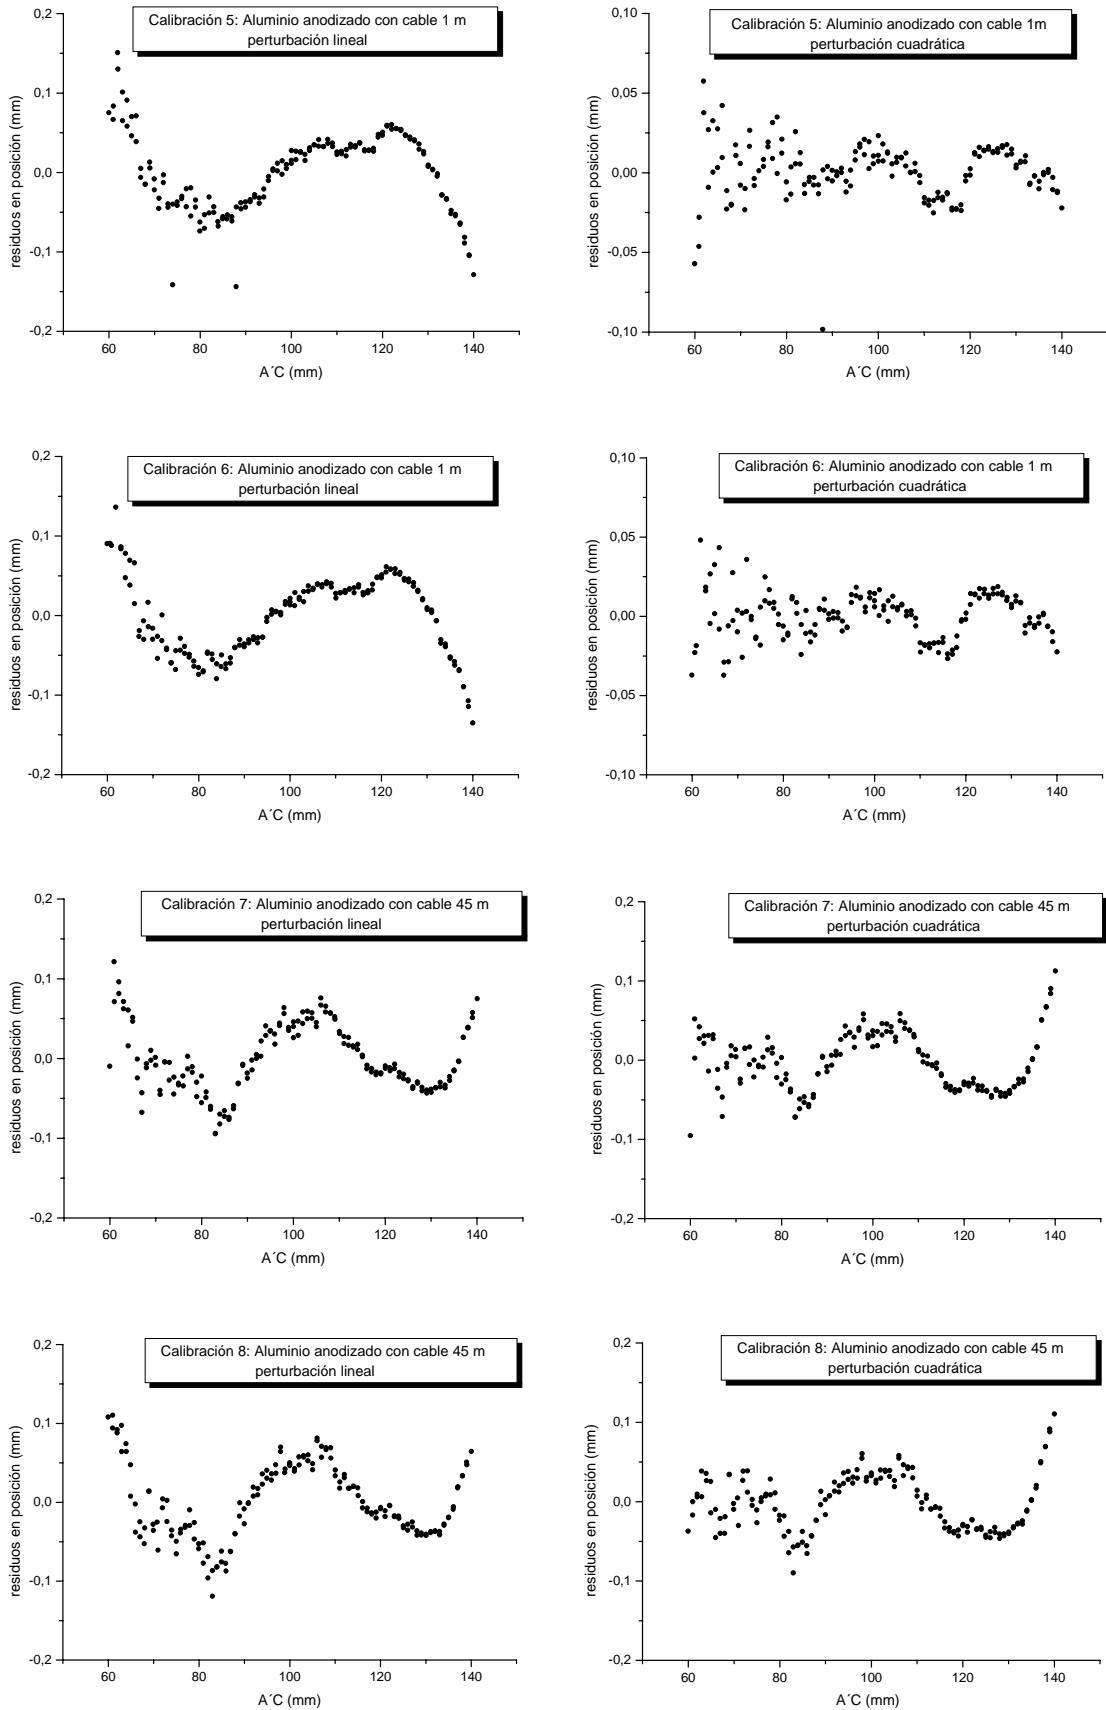 Calibración 5: Aluminio anodizado con cable 1 m
perturbación lineal
0,2
0,1
0,0
-0,1
-0,2
residuos en posición (mm)
60 80 100 120 140
A´C (mm)
Calibración 5: Aluminio anodizado con cable 1m
perturbación cuadrática
0,10
0,05
0,00
-0,05
-0,10
residuos en posición (mm)
60 80 100 120 140
A´C (mm)
Calibración 6: Aluminio anodizado con cable 1 m
perturbación lineal
0,2
0,1
0,0
-0,1
-0,2
residuos en posición (mm)
60 80 100 120 140
A´C (mm)
Calibración 6: Aluminio anodizado con cable 1 m
perturbación cuadrática
0,10
0,05
0,00
-0,05
-0,10
residuos en posición (mm)
60 80 100 120 140
A´C (mm)
Calibración 7: Aluminio anodizado con cable 45 m
perturbación lineal
0,2
0,1
0,0
-0,1
-0,2
residuos en posición (mm)
60 80 100 120 140
A´C (mm)
Calibración 7: Aluminio anodizado con cable 45 m
perturbación cuadrática
0,2
0,1
0,0
-0,1
-0,2
residuos en posición (mm)
60 80 100 120 140
A´C (mm)
Calibración 8: Aluminio anodizado con cable 45 m
perturbación lineal
0,2
0,1
0,0
-0,1
-0,2
residuos en posición (mm)
60 80 100 120 140
A´C (mm)
Calibración 8: Aluminio anodizado con cable 45 m
perturbación cuadrática
0,2
0,1
0,0
-0,1
-0,2
residuos en posición (mm)
60 80 100 120 140
A´C (mm)